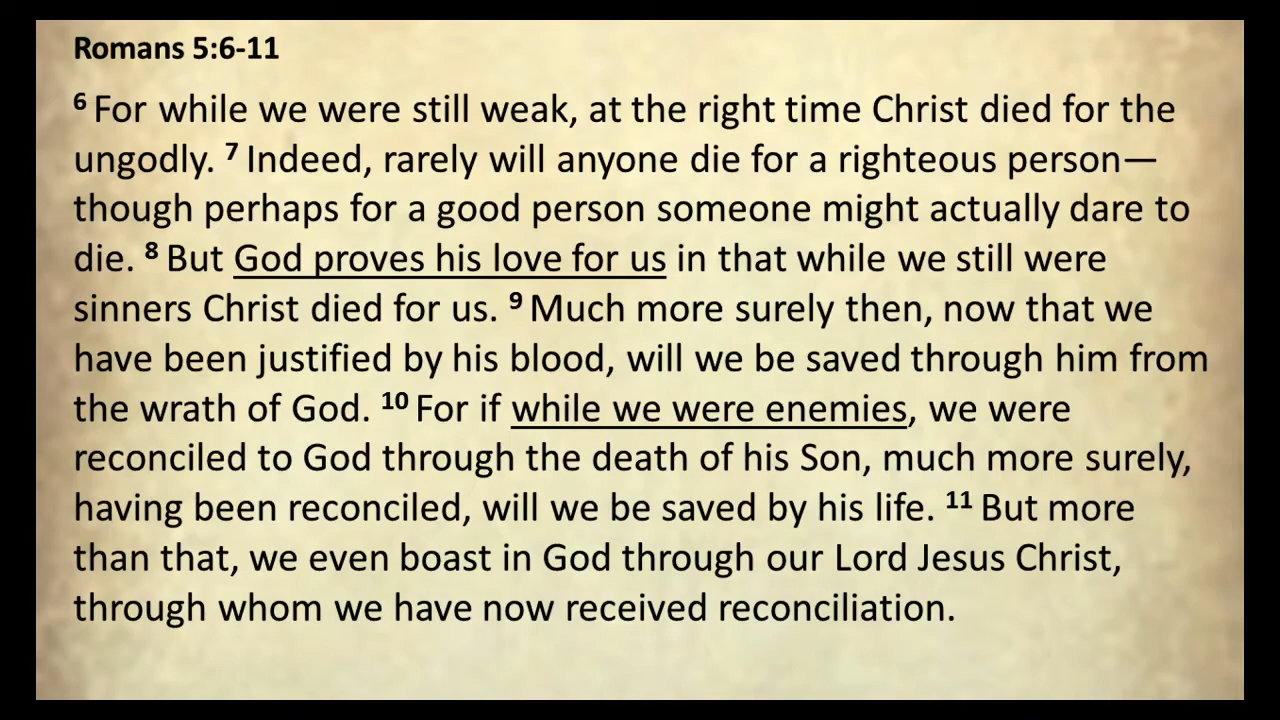 Romans 5:6-11
6 For while we were still weak, at the right time Christ died for the
ungodly. 7 Indeed, rarely will anyone die for a righteous person—
though perhaps for a good person someone might actually dare to
die. 8 But God proves his love for us in that while we still were
sinners Christ died for us. 9 Much more surely then, now that we
have been justified by his blood, will we be saved through him from
the wrath of God. 10 For if while we were enemies, we were
reconciled to God through the death of his Son, much more surely,
having been reconciled, will we be saved by his life. 11 But more
than that, we even boast in God through our Lord Jesus Christ,
through whom we have now received reconciliation.